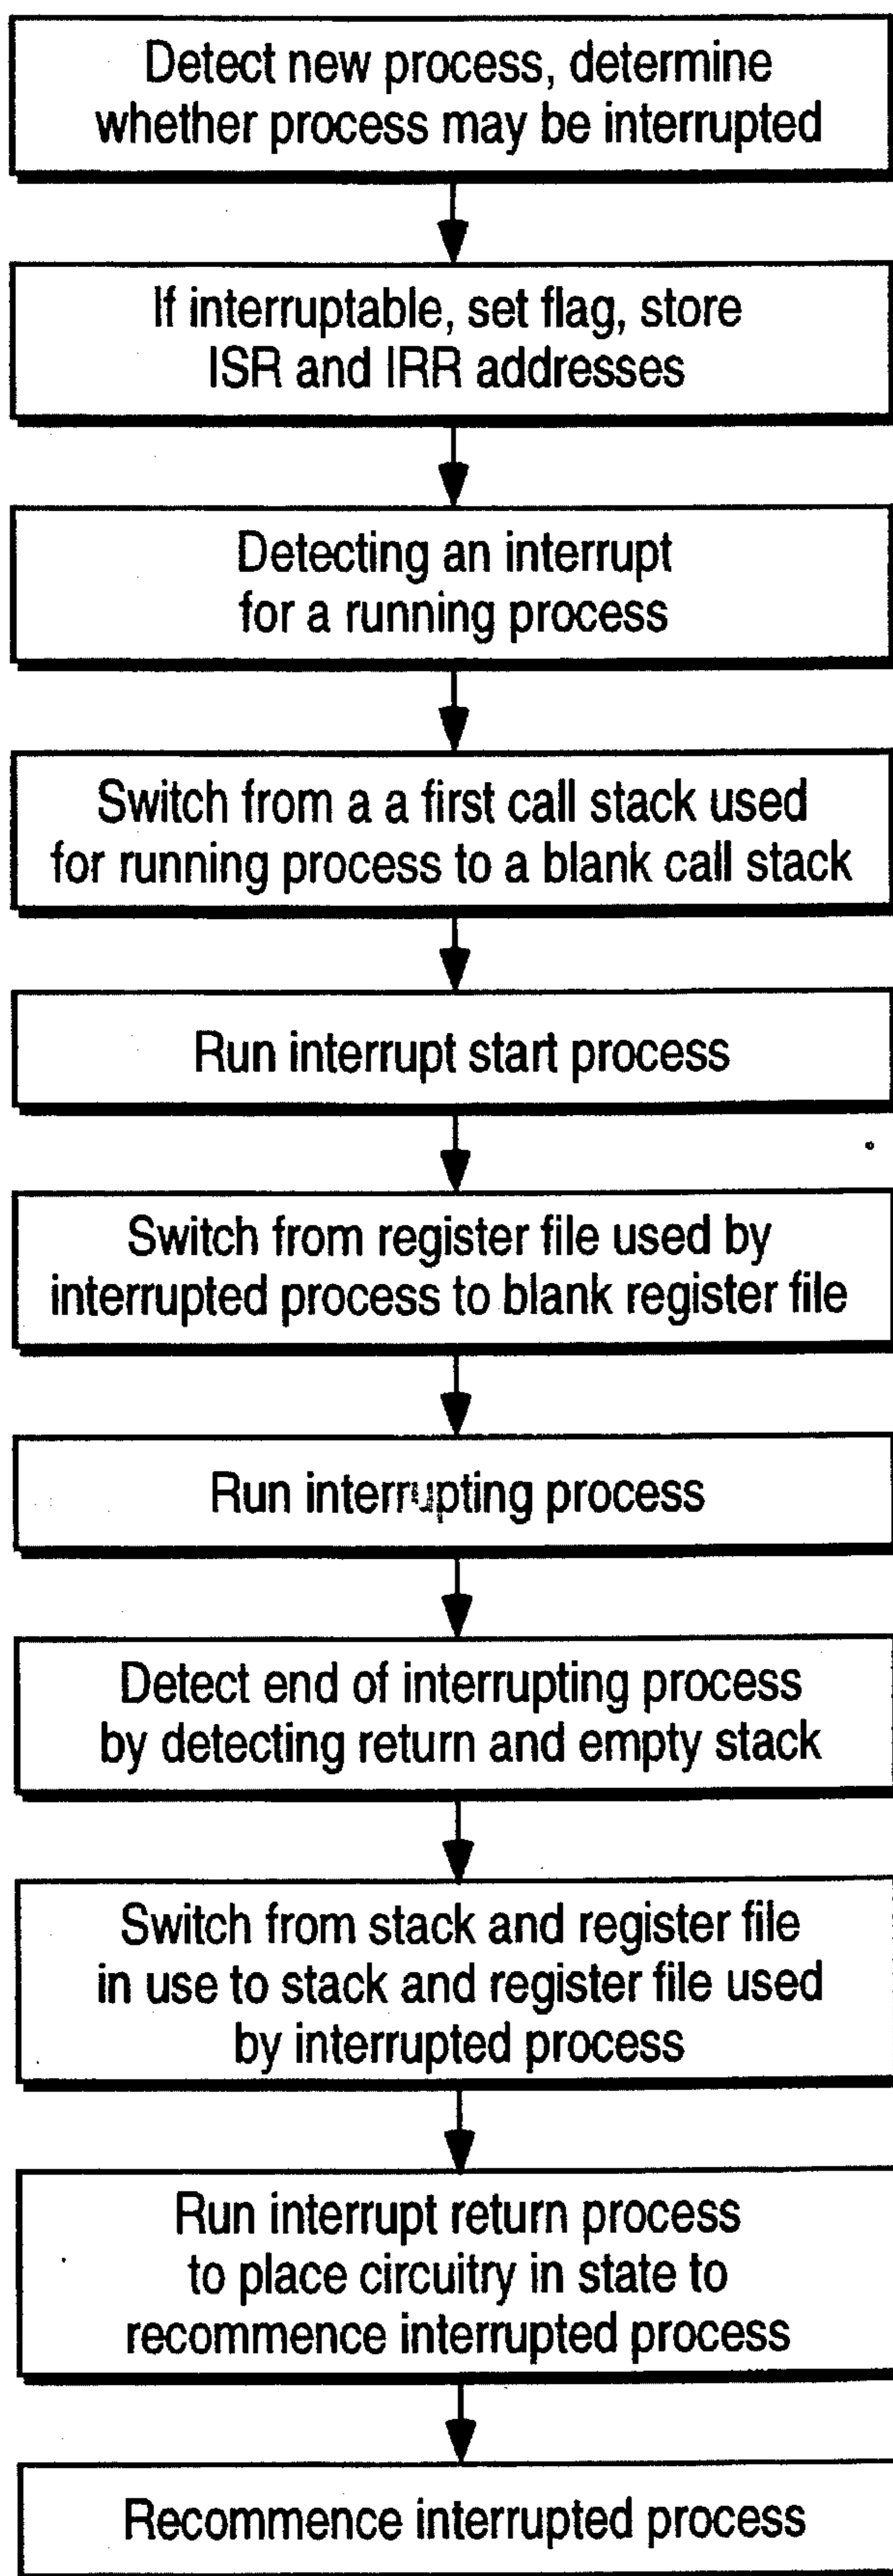 Detect new process, determine
whether process may be interrupted
If interruptable, set flag, store
ISR and IRR addresses
Detecting an interrupt
for a running process
Switch from a a first call stack used
for running process to a blank call stack
Run interrupt start process
Switch from register file used by
interrupted process to blank register file
Run interrupting process
Detect end of interrupting process
by detecting return and empty stack
Switch from stack and register file
in use to stack and register file used
by interrupted process
Run interrupt return process
to place circuitry in state to
recommence interrupted process
Recommence interrupted process